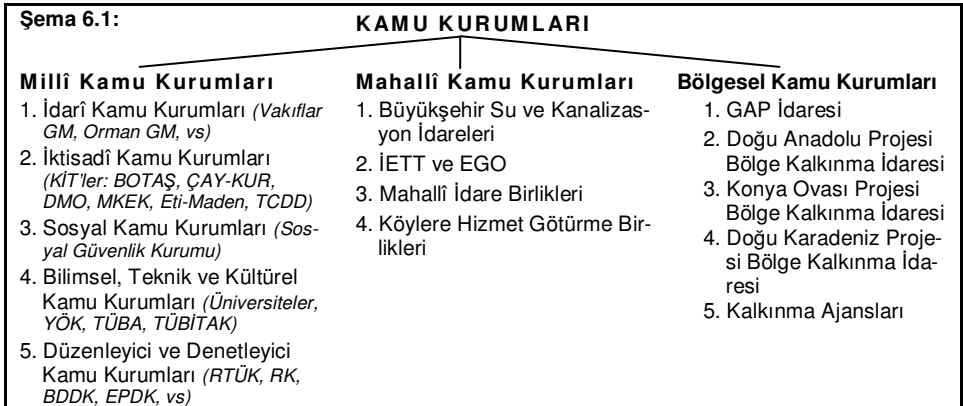 Şema 6.1:
KAMU KURUMLARI
Millî Kamu Kurumları
1. İdarî Kamu Kurumları (Vakıflar
GM, Orman GM, vs)
2. İktisadî Kamu Kurumları
(KİT'ler: BOTAŞ, ÇAY-KUR,
DMO, MKEK, Eti-Maden, TCDD)
3. Sosyal Kamu Kurumları (Sos-
yal Güvenlik Kurumu)
4. Bilimsel, Teknik ve Kültürel
Kamu Kurumları (Üniversiteler,
YÖK, TÜBA, TÜBİTAK)
5. Düzenleyici ve Denetleyici
Kamu Kurumları (RTÜK, RK,
BDDK, EPDK, vs)
Mahallî Kamu Kurumları
1. Büyükşehir Su ve Kanalizas-
yon İdareleri
2. İETT ve EGO
3. Mahallî İdare Birlikleri
4. Köylere Hizmet Götürme Bir-
likleri
Bölgesel Kamu Kurumları
1. GAP İdaresi
2. Doğu Anadolu Projesi
Bölge Kalkınma İdaresi
3. Konya Ovası Projesi
Bölge Kalkınma İdaresi
4. Doğu Karadeniz Proje-
si Bölge Kalkınma İda-
resi
5. Kalkınma Ajansları